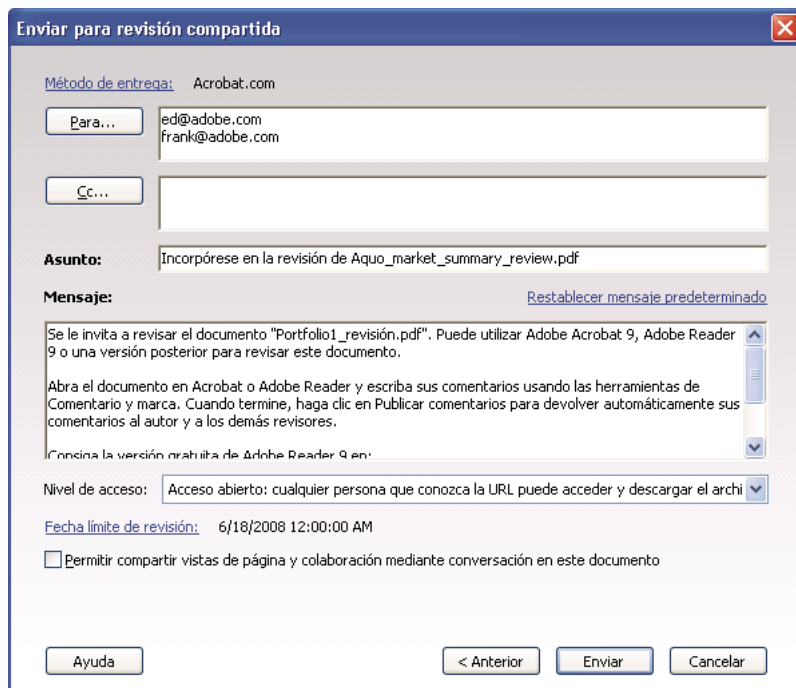 Enviar para revisión compartida
Método de entrega: Acrobat.com
Para...
ed@adobe.com
frank@adobe.com
Cc...
Asunto: Incorpórese en la revisión de Aquo_market_summary_review.pdf
Mensaje: Restablecer mensaje predeterminado
Se le invita a revisar el documento "Portfolio1_revisión.pdf". Puede utilizar Adobe Acrobat 9, Adobe Reader
9 o una versión posterior para revisar este documento.
Abra el documento en Acrobat o Adobe Reader y escriba sus comentarios usando las herramientas de
Comentario y marca. Cuando termine, haga clic en Publicar comentarios para devolver automáticamente sus
comentarios al autor y a los demás revisores.
Consiga la versión gratuita de Adobe Reader 9 en:
Nivel de acceso: Acceso abierto: cualquier persona que conozca la URL puede acceder y descargar el archi
Fecha límite de revisión: 6/18/2008 12:00:00 AM
Permitir compartir vistas de página y colaboración mediante conversación en este documento
Ayuda < Anterior Enviar Cancelar